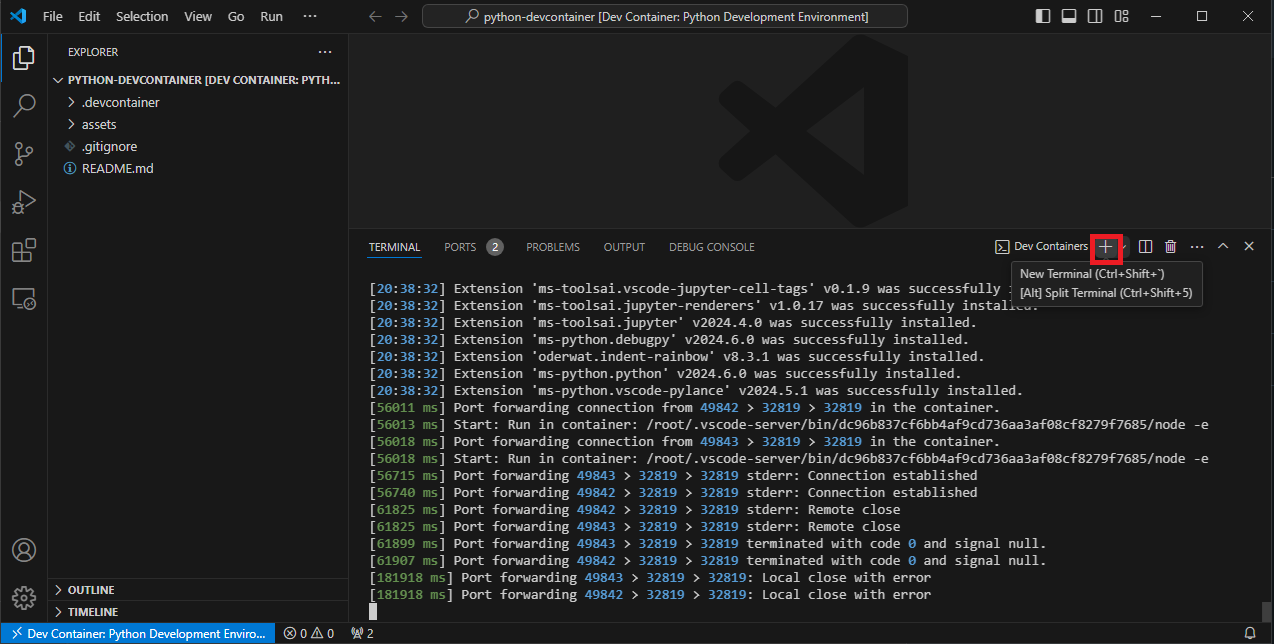 File Edit Selection View Go Run ···
python-devcontainer [Dev Container: Python Development Environment]
EXPLORER
PYTHON-DEVCONTAINER [DEV CONTAINER: PYTH...
.devcontainer
assets
.gitignore
README.md
OUTLINE
TIMELINE
TERMINAL PORTS 2 PROBLEMS OUTPUT DEBUG CONSOLE
Dev Containers
New Terminal (Ctrl+Shift+`)
[Alt] Split Terminal (Ctrl+Shift+5)
[20:38:32] Extension 'ms-toolsai.vscode-jupyter-cell-tags' v0.1.9 was successfully
[20:38:32] Extension 'ms-toolsai.jupyter-renderers' v1.0.17 was successfully installed.
[20:38:32] Extension 'ms-toolsai.jupyter' v2024.4.0 was successfully installed.
[20:38:32] Extension 'ms-python.debugpy' v2024.6.0 was successfully installed.
[20:38:32] Extension 'oderwat.indent-rainbow' v8.3.1 was successfully installed.
[20:38:32] Extension 'ms-python.python' v2024.6.0 was successfully installed.
[20:38:32] Extension 'ms-python.vscode-pylance' v2024.5.1 was successfully installed.
[56011 ms] Port forwarding connection from 49842 > 32819 > 32819 in the container.
[56013 ms] Start: Run in container: /root/.vscode-server/bin/dc96b837cf6bb4af9cd736aa3af08cf8279f7685/node -e
[56018 ms] Port forwarding connection from 49843 > 32819 > 32819 in the container.
[56018 ms] Start: Run in container: /root/.vscode-server/bin/dc96b837cf6bb4af9cd736aa3af08cf8279f7685/node -e
[56715 ms] Port forwarding 49843 > 32819 > 32819 stderr: Connection established
[56740 ms] Port forwarding 49842 > 32819 > 32819 stderr: Connection established
[61825 ms] Port forwarding 49842 > 32819 > 32819 stderr: Remote close
[61825 ms] Port forwarding 49843 > 32819 > 32819 stderr: Remote close
[61899 ms] Port forwarding 49843 > 32819 > 32819 terminated with code 0 and signal null.
[61907 ms] Port forwarding 49842 > 32819 > 32819 terminated with code 0 and signal null.
[181918 ms] Port forwarding 49843 > 32819 > 32819: Local close with error
[181918 ms] Port forwarding 49842 > 32819 > 32819: Local close with error
Dev Container: Python Development Enviro... 0 0 2